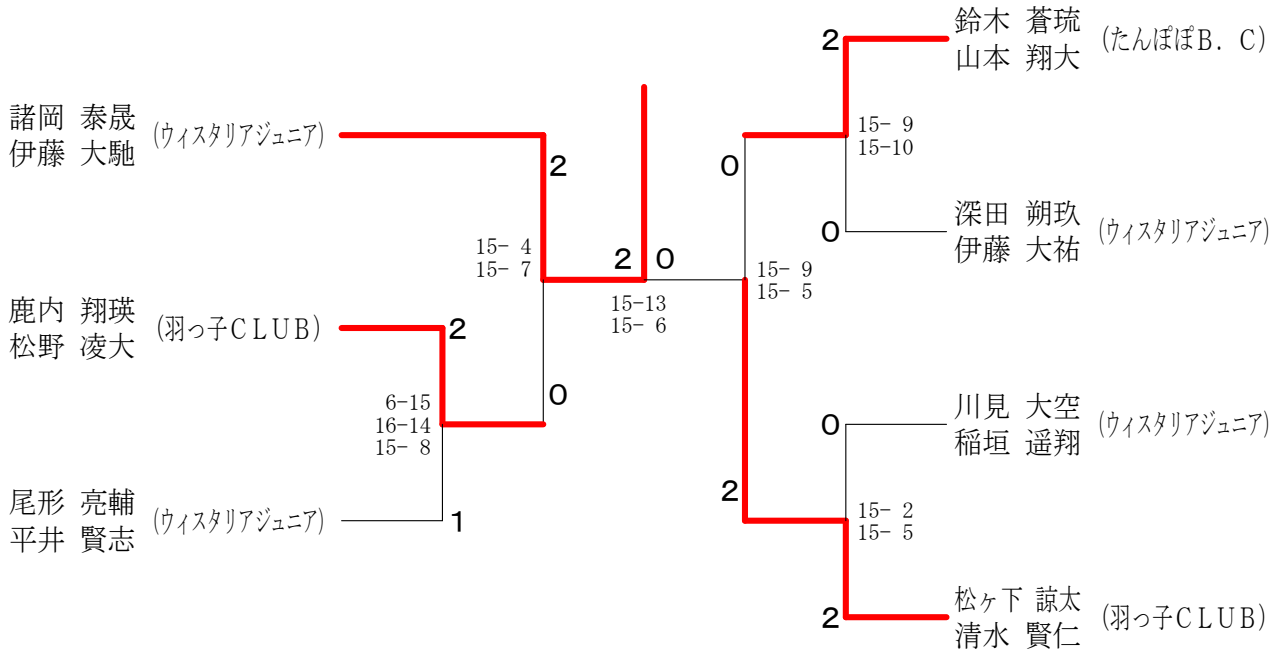 鈴木 蒼琉
山本 翔大
(たんぽぽB．C)
2
15- 9
15-10
諸岡 泰晟
伊藤 大馳
(ウィスタリアジュニア)
2
0
深田 朔玖
伊藤 大祐
(ウィスタリアジュニア)
0
15- 4
15- 7
2
0
15-13
15- 6
15- 9
15- 5
鹿内 翔瑛
松野 凌大
(羽っ子CLUB)
2
6-15
16-14
15- 8
0
川見 大空
稲垣 遥翔
(ウィスタリアジュニア)
0
尾形 亮輔
平井 賢志
(ウィスタリアジュニア)
1
2
15- 2
15- 5
松ヶ下 諒太
清水 賢仁
(羽っ子CLUB)
2